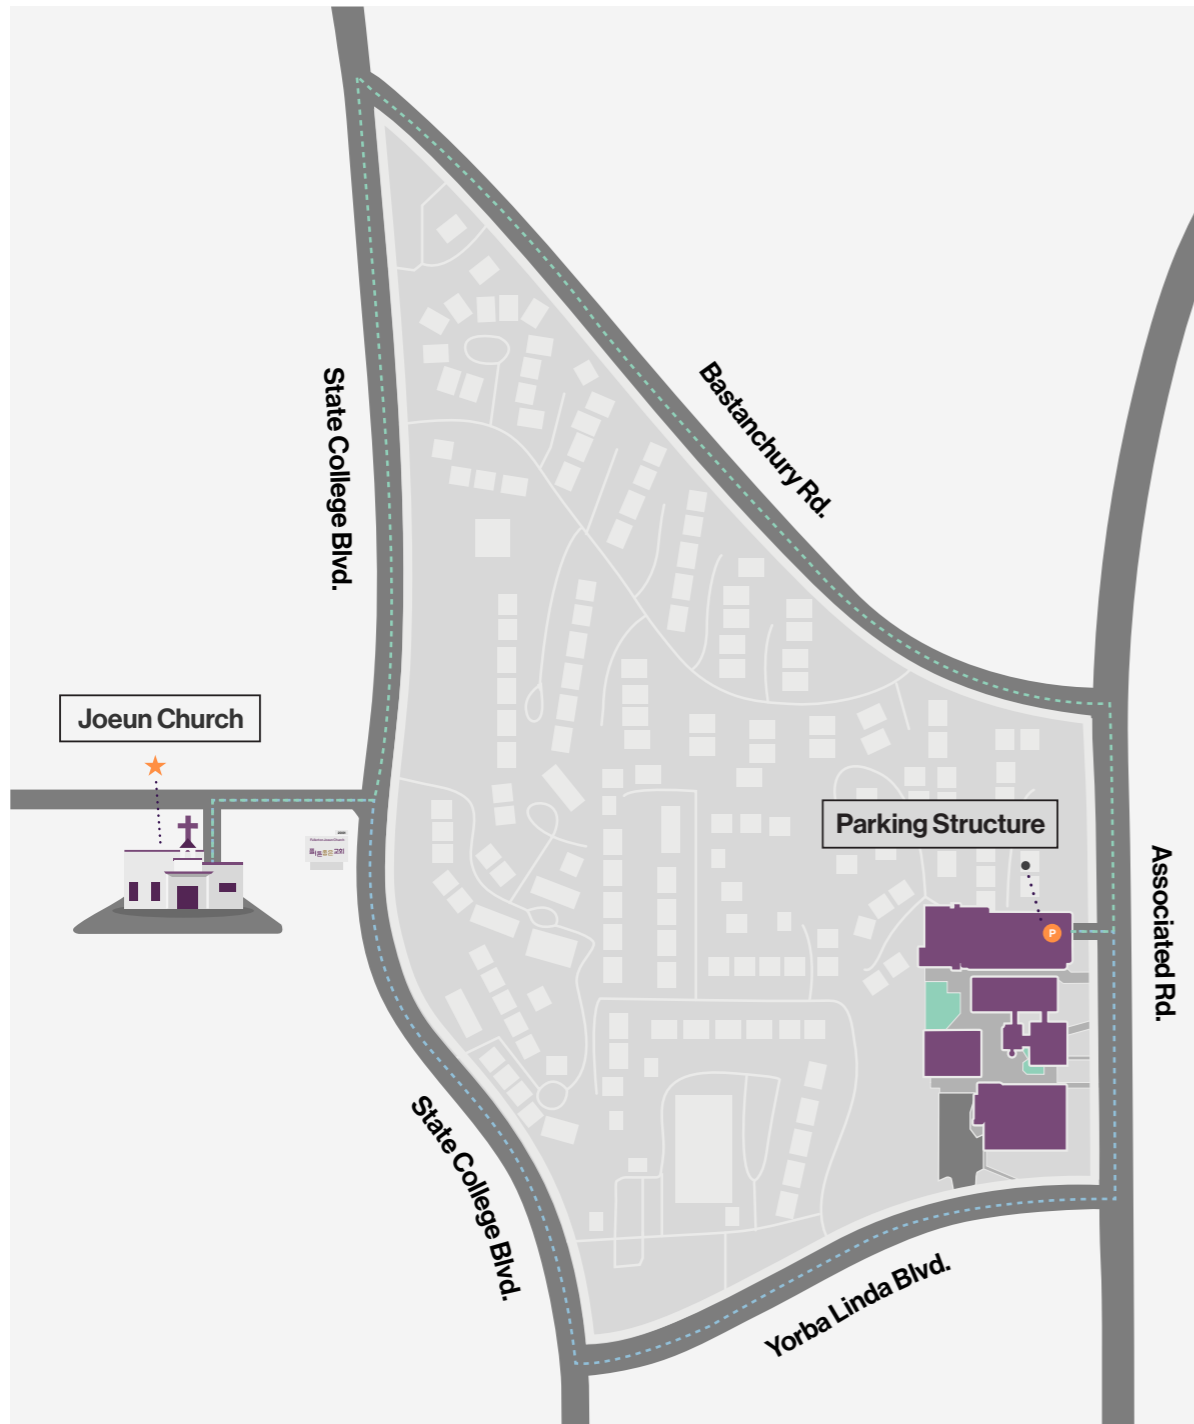 State College Blvd.
Bastanchury Rd.
Joeun Church
Parking Structure
P
Associated Rd.
State College Blvd.
Yorba Linda Blvd.